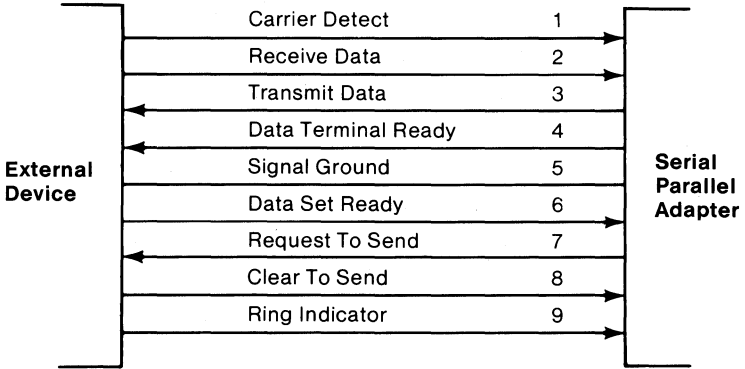 Carrier Detect 1
Receive Data 2
Transmit Data 3
Data Terminal Ready 4
Signal Ground 5
Data Set Ready 6
Request To Send 7
Clear To Send 8
Ring Indicator 9
External
Device
Serial
Parallel
Adapter